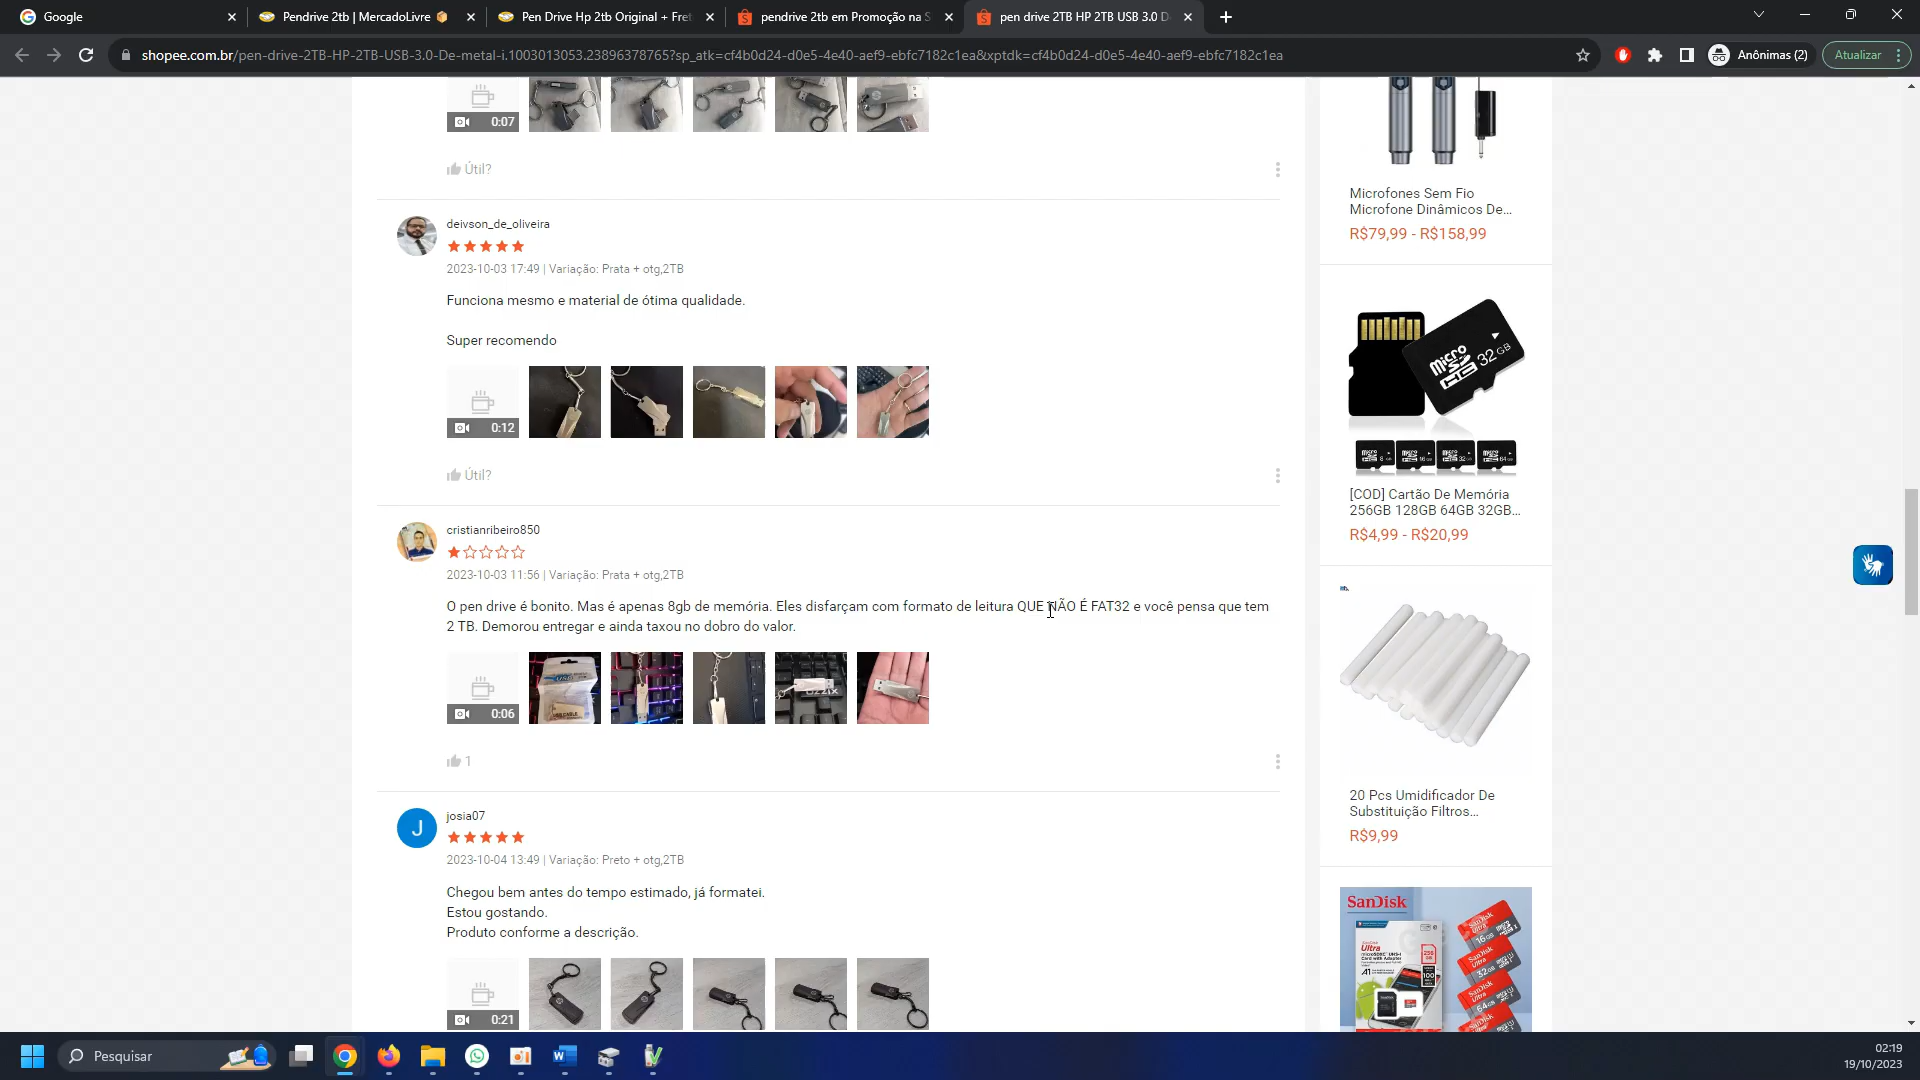 Google
Pendrive 2tb | MercadoLivre
Pen Drive Hp 2tb Original + Fre
pendrive 2tb em Promoção na S
pen drive 2TB HP 2TB USB 3.0 D
shopee.com.br/pen-drive-2TB-HP-2TB-USB-3.0-De-metal-i.1003013053.23896378765?sp_atk=cf4b0d24-d0e5-4e40-aef9-ebfc7182c1ea&xptdk=cf4b0d24-d0e5-4e40-aef9-ebfc7182c1ea
Anônimas (2)
Atualizar
0:07
Útil?
deivson_de_oliveira
2023-10-03 17:49 | Variação: Prata + otg,2TB
Funciona mesmo e material de ótima qualidade.
Super recomendo
0:12
Útil?
cristianribeiro850
2023-10-03 11:56 | Variação: Prata + otg,2TB
O pen drive é bonito. Mas é apenas 8gb de memória. Eles disfarçam com formato de leitura QUE NÃO É FAT32 e você pensa que tem
2 TB. Demorou entregar e ainda taxou no dobro do valor.
0:06
1
J
josia07
2023-10-04 13:49 | Variação: Preto + otg,2TB
Chegou bem antes do tempo estimado, já formatei.
Estou gostando.
Produto conforme a descrição.
0:21
Microfones Sem Fio
Microfone Dinâmicos De...
R$79,99 - R$158,99
micro SD HC 32GB
[COD] Cartão De Memória
256GB 128GB 64GB 32GB...
R$4,99 - R$20,99
20 Pcs Umidificador De
Substituição Filtros...
R$9,99
SanDisk
Ultra
Pesquisar
02:19
19/10/2023